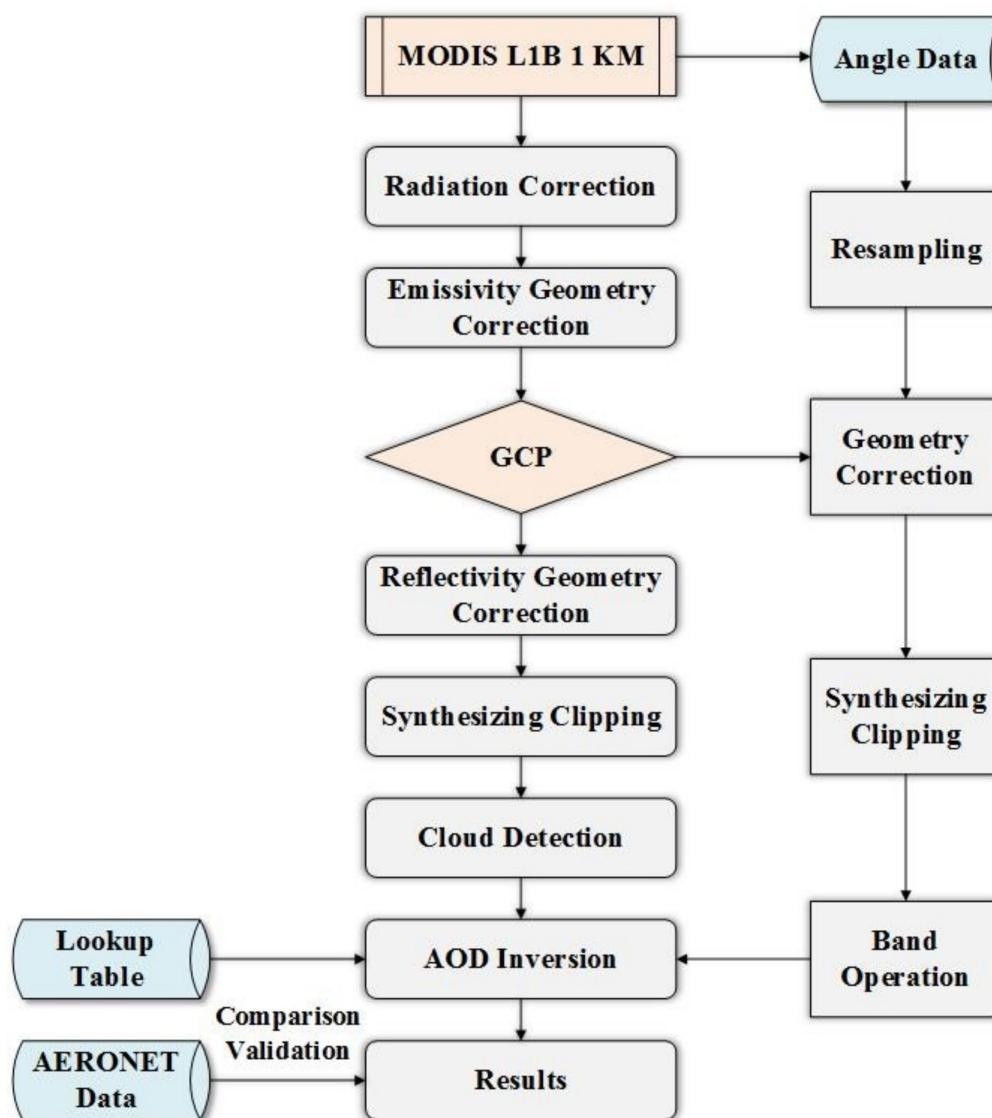 MODIS L1B 1 KM
Angle Data
Radiation Correction
Resampling
Emissivity Geometry
Correction
GCP
Geometry
Correction
Reflectivity Geometry
Correction
Synthesizing Clipping
Synthesizing
Clipping
Cloud Detection
Lookup
Table
AOD Inversion
Band
Operation
Comparison
Validation
AERONET
Data
Results